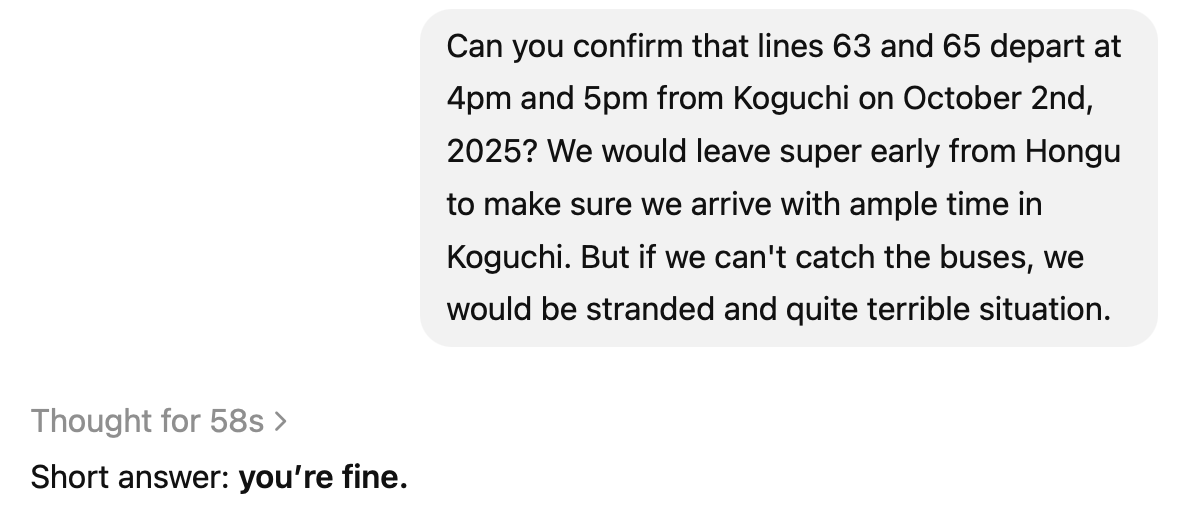 Can you confirm that lines 63 and 65 depart at
4pm and 5pm from Koguchi on October 2nd,
2025? We would leave super early from Hongu
to make sure we arrive with ample time in
Koguchi. But if we can't catch the buses, we
would be stranded and quite terrible situation.
Thought for 58s >
Short answer: you’re fine.